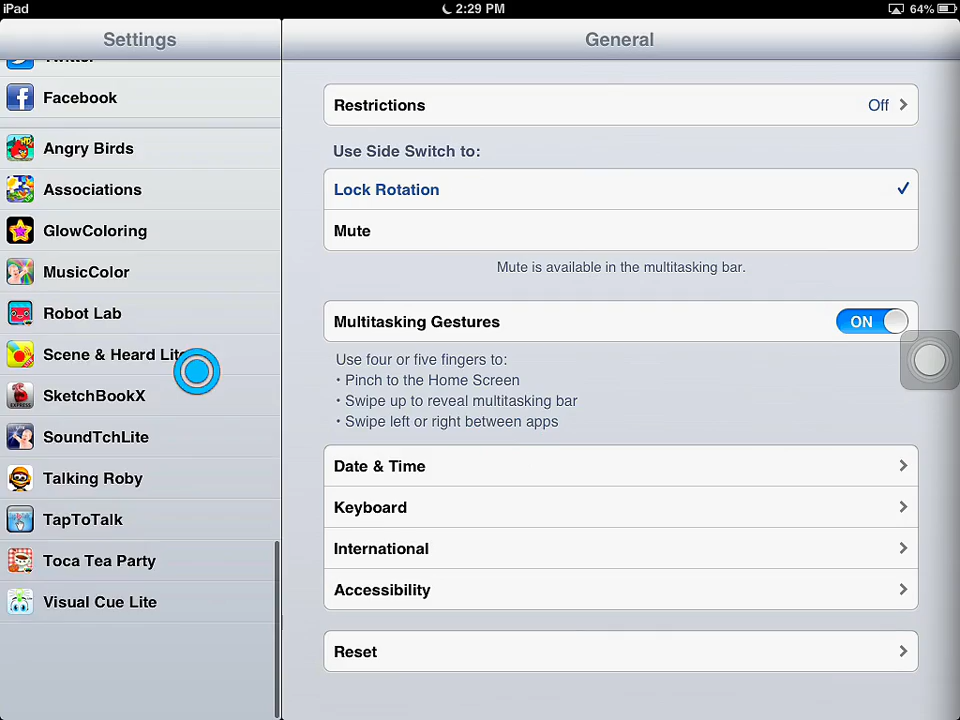 iPad
2:29 PM
64%
Settings
General
Twitter
Facebook
Angry Birds
Associations
GlowColoring
MusicColor
Robot Lab
Scene & Heard Lite
SketchBookX
SoundTchLite
Talking Roby
TapToTalk
Toca Tea Party
Visual Cue Lite
Restrictions Off
Use Side Switch to:
Lock Rotation
Mute
Mute is available in the multitasking bar.
Multitasking Gestures ON
Use four or five fingers to:
• Pinch to the Home Screen
• Swipe up to reveal multitasking bar
• Swipe left or right between apps
Date & Time
Keyboard
International
Accessibility
Reset